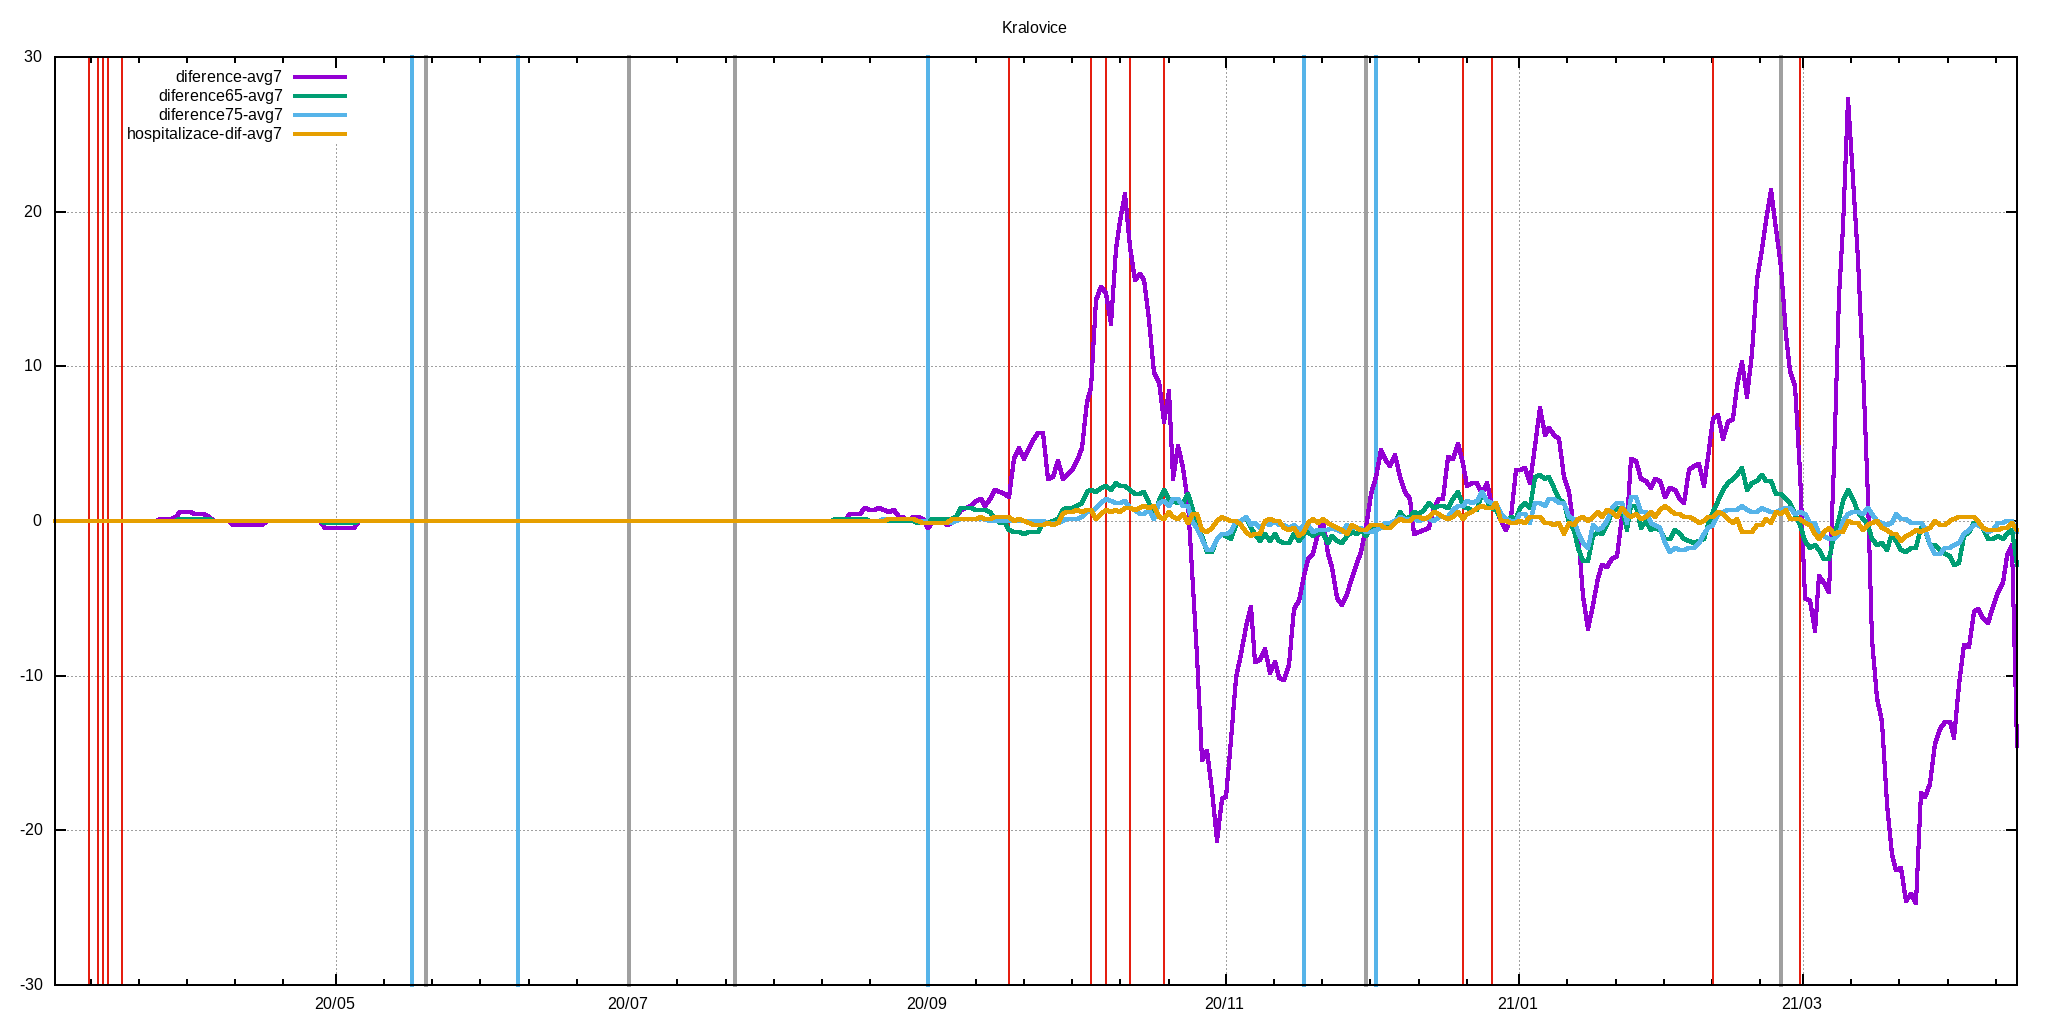 Kralovice
30
diference-avg7
diference65-avg7
diference75-avg7
hospitalizace-dif-avg7
20
10
0
-10
-20
-30
20/05 20/07 20/09 20/11 21/01 21/03